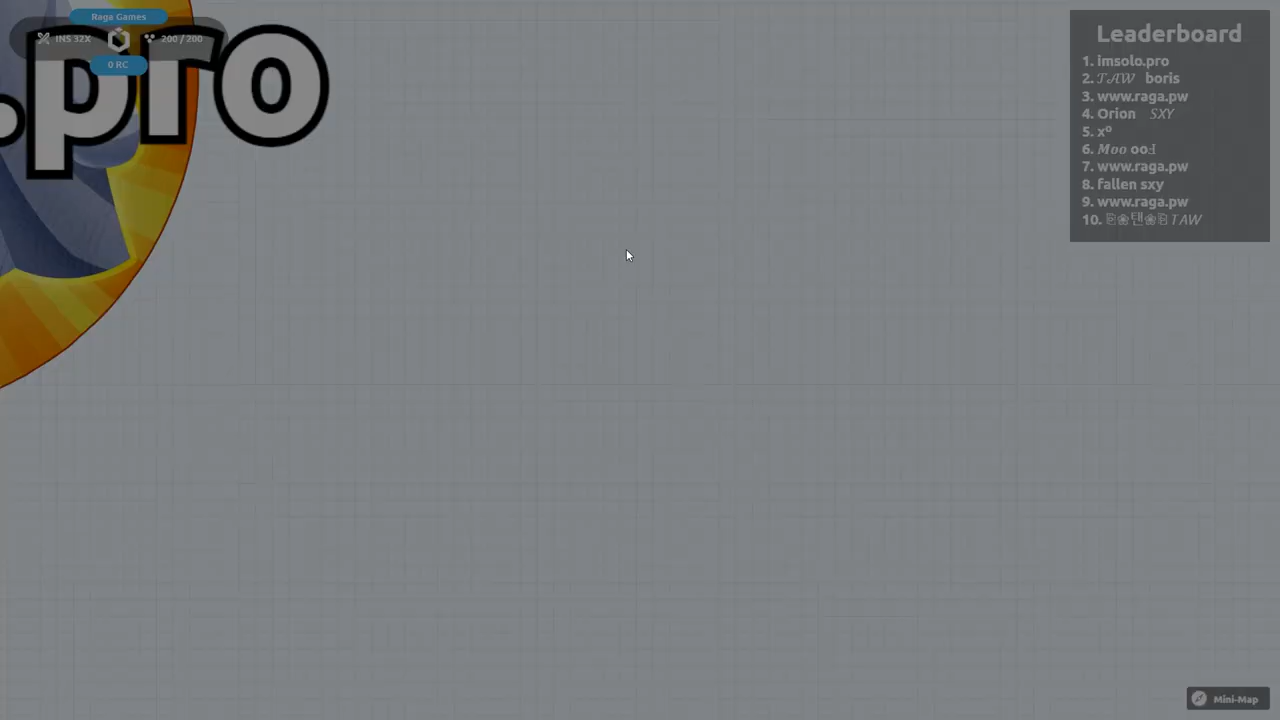 Raga Games
INS 32X
200 / 200
0 RC
.pro
Leaderboard
1. imsolo.pro
2. 𝓣𝓐𝓦 boris
3. www.raga.pw
4. Orion 𝑆𝑋𝑌
5. xº
6. 𝑴𝒐𝒐 oo
7. www.raga.pw
8. fallen sxy
9. www.raga.pw
10. 𝑇𝐴𝑊
Mini-Map